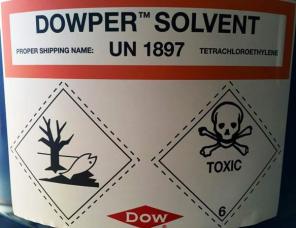 DOWPER™ SOLVENT
PROPER SHIPPING NAME: UN 1897 TETRACHLOROETHYLENE
TOXIC
6
Dow